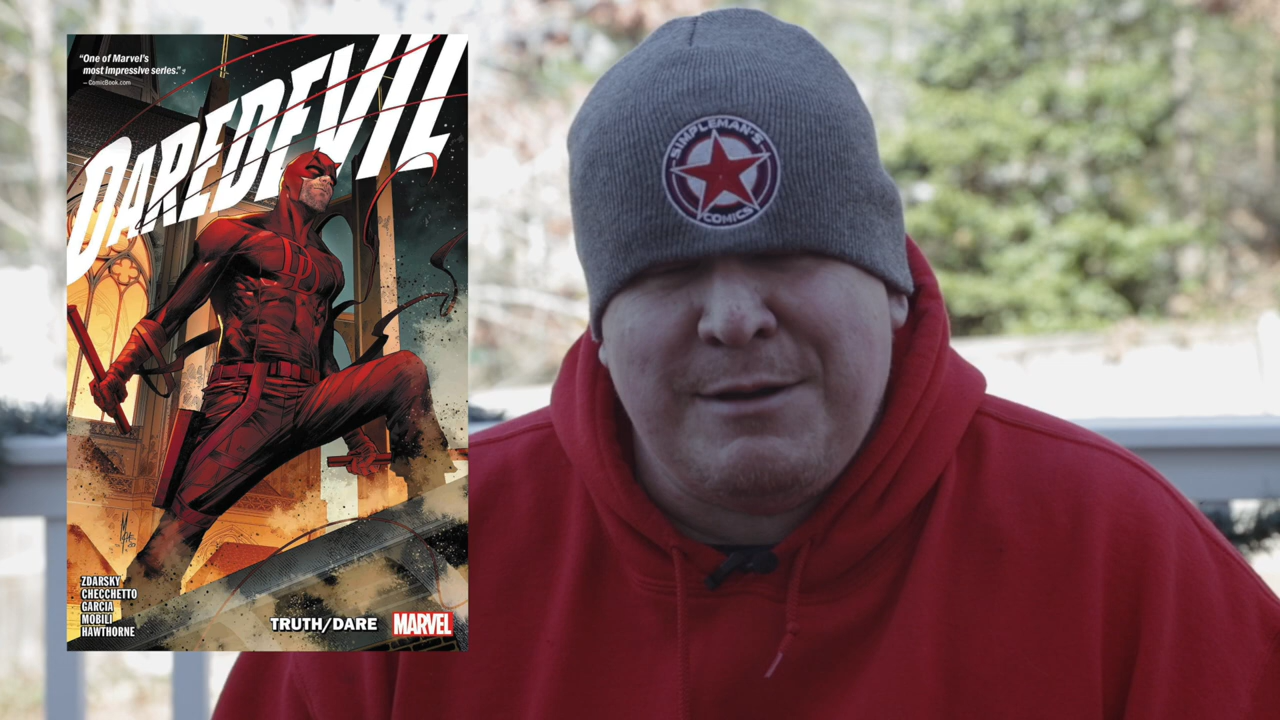 "One of Marvel's
most impressive series."
— ComicBook.com
DAREDEVIL
ZDARSKY
CHECCHETTO
GARCIA
MOBILI
HAWTHORNE
TRUTH/DARE
MARVEL
SIMPLEMAN'S
COMICS